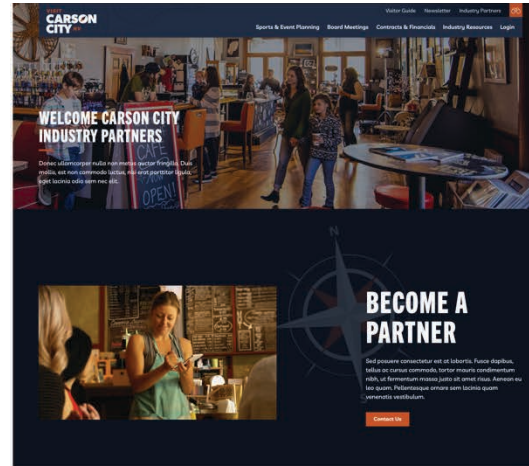 VISIT
CARSON
CITY NV
Visitor Guide Newsletter Industry Partners
Sports & Event Planning Board Meetings Contracts & Financials Industry Resources Login
WELCOME CARSON CITY
INDUSTRY PARTNERS
Donec ullamcorper nulla non metus auctor fringilla. Duis
mollis, est non commodo luctus, nisi erat porttitor ligula,
eget lacinia odio sem nec elit.
CAFE
OPEN!
N
BECOME A
PARTNER
Sed posuere consectetur est at lobortis. Fusce dapibus,
tellus ac cursus commodo, tortor mauris condimentum
nibh, ut fermentum massa justo sit amet risus. Aenean eu
leo quam. Pellentesque ornare sem lacinia quam
venenatis vestibulum.
S
Contact Us